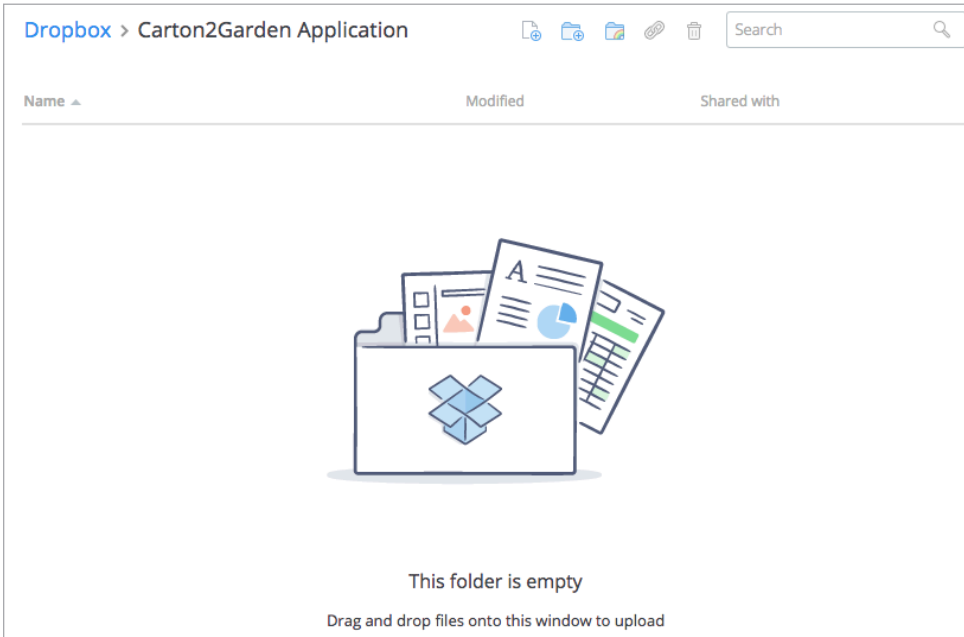 Dropbox > Carton2Garden Application
Search
Name
Modified
Shared with
A
This folder is empty
Drag and drop files onto this window to upload